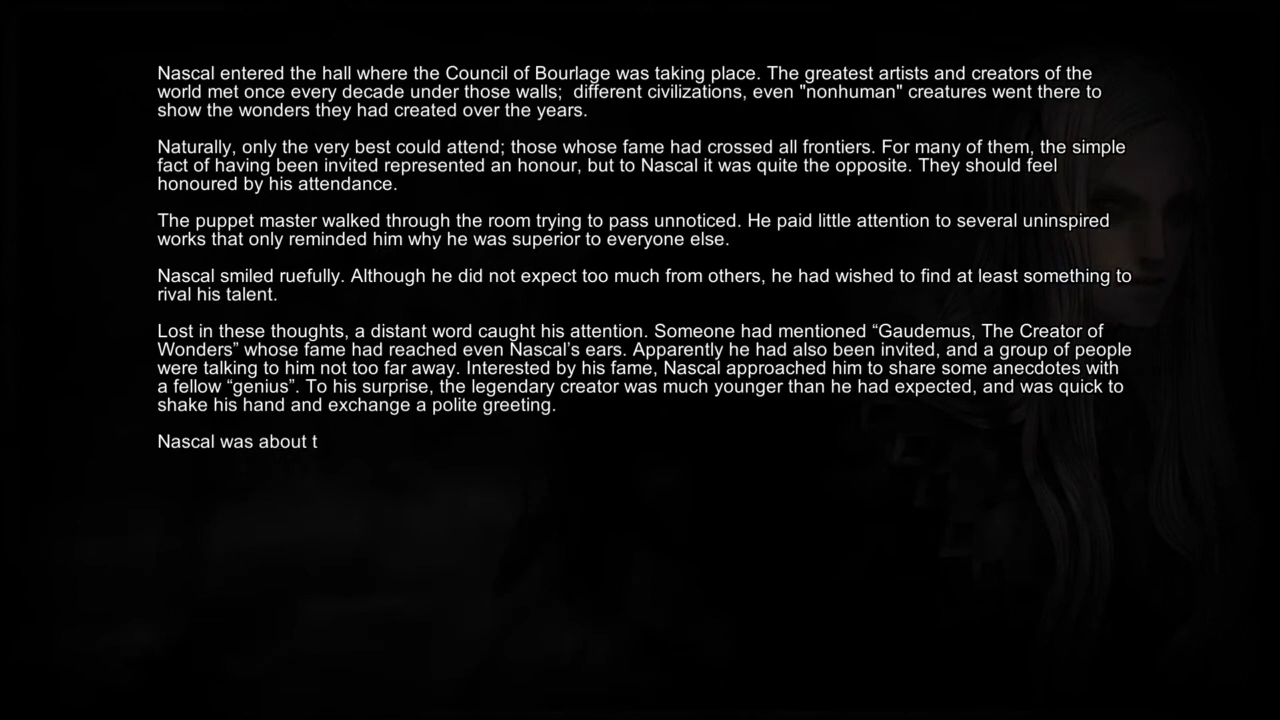 Nascal entered the hall where the Council of Bourlage was taking place. The greatest artists and creators of the
world met once every decade under those walls;  different civilizations, even "nonhuman" creatures went there to
show the wonders they had created over the years.
Naturally, only the very best could attend; those whose fame had crossed all frontiers. For many of them, the simple
fact of having been invited represented an honour, but to Nascal it was quite the opposite. They should feel
honoured by his attendance.
The puppet master walked through the room trying to pass unnoticed. He paid little attention to several uninspired
works that only reminded him why he was superior to everyone else.
Nascal smiled ruefully. Although he did not expect too much from others, he had wished to find at least something to
rival his talent.
Lost in these thoughts, a distant word caught his attention. Someone had mentioned “Gaudemus, The Creator of
Wonders” whose fame had reached even Nascal’s ears. Apparently he had also been invited, and a group of people
were talking to him not too far away. Interested by his fame, Nascal approached him to share some anecdotes with
a fellow “genius”. To his surprise, the legendary creator was much younger than he had expected, and was quick to
shake his hand and exchange a polite greeting.
Nascal was about t